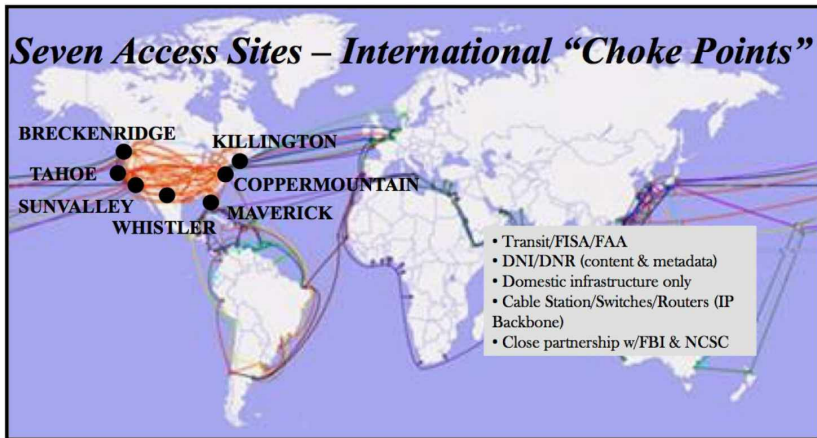 Seven Access Sites – International “Choke Points”
BRECKENRIDGE
KILLINGTON
TAHOE
COPPERMOUNTAIN
SUNVALLEY
MAVERICK
WHISTLER
• Transit/FISA/FAA
• DNI/DNR (content & metadata)
• Domestic infrastructure only
• Cable Station/Switches/Routers (IP
Backbone)
• Close partnership w/FBI & NCSC